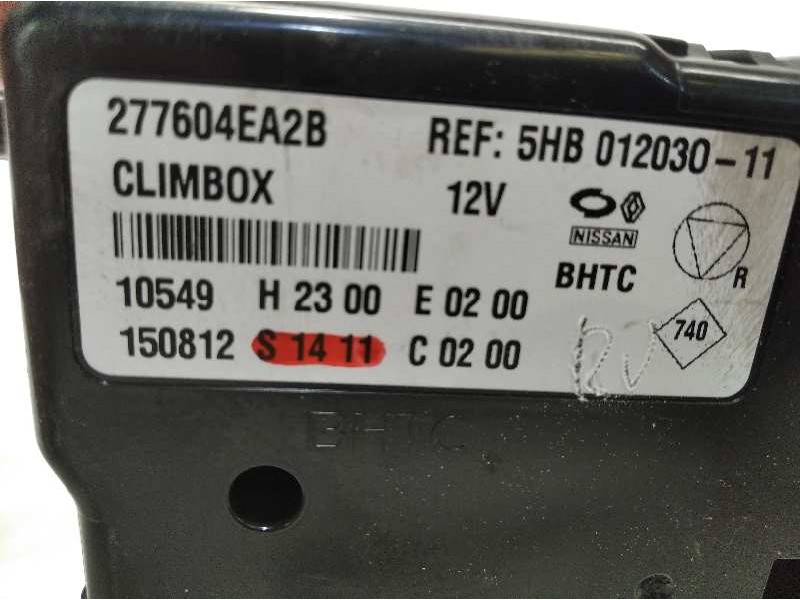 277604EA2B REF: 5HB 012030-11
CLIMBOX 12V
NISSAN
BHTC R
10549 H 23 00 E 02 00
740
150812 S 14 11 C 02 00
BHTC